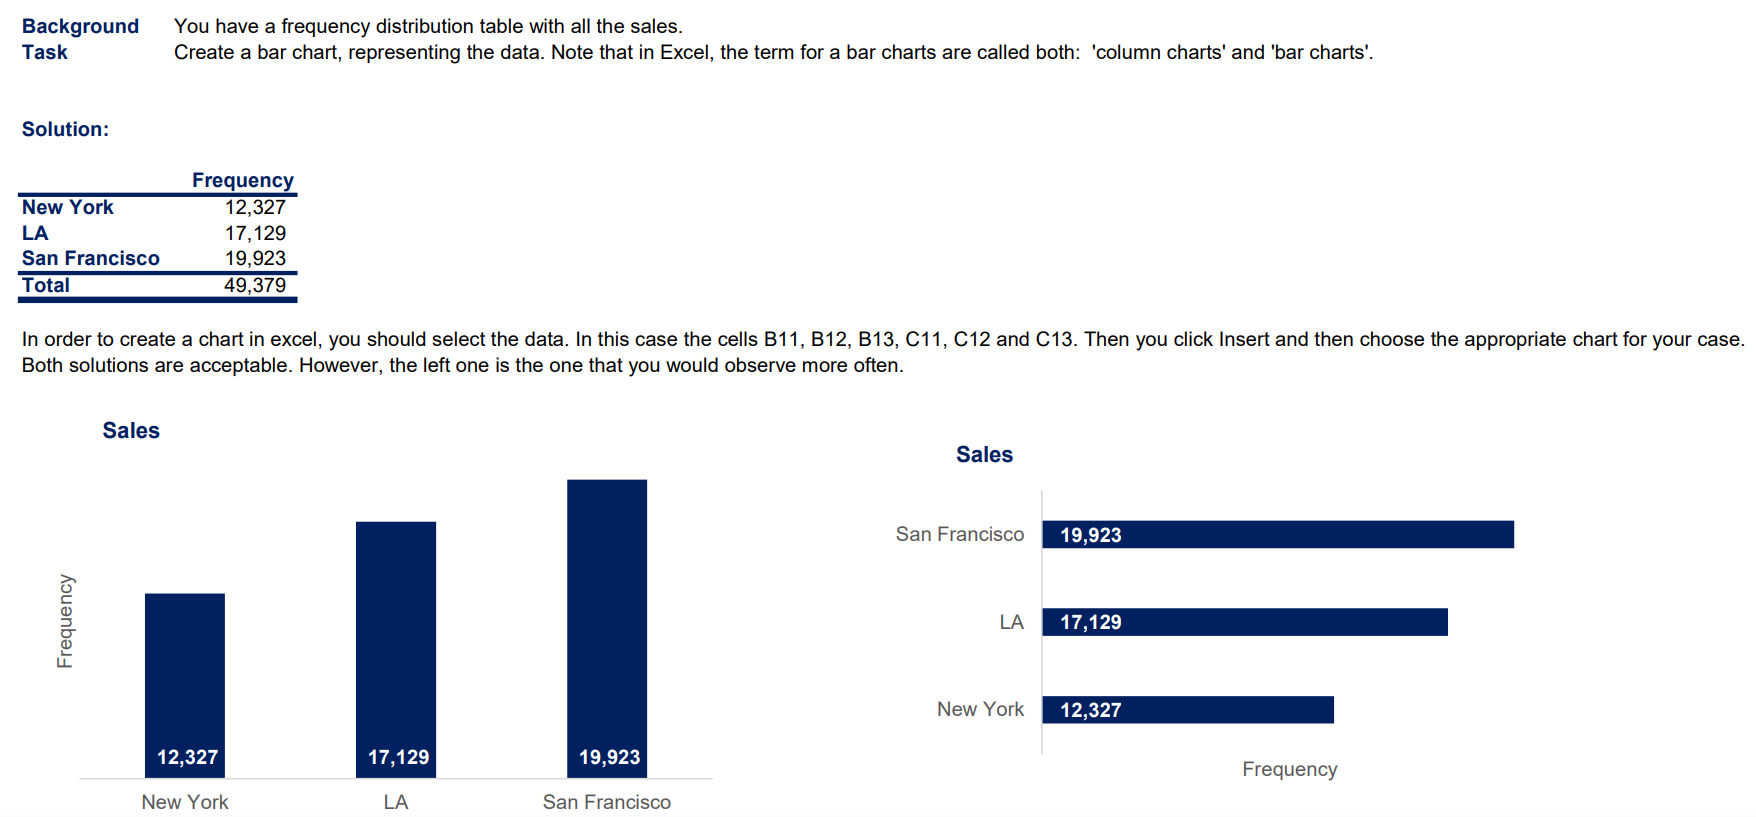 Background You have a frequency distribution table with all the sales.
Task Create a bar chart, representing the data. Note that in Excel, the term for a bar charts are called both:  'column charts' and 'bar charts'.
Solution:
Frequency
New York 12,327
LA 17,129
San Francisco 19,923
Total 49,379
In order to create a chart in excel, you should select the data. In this case the cells B11, B12, B13, C11, C12 and C13. Then you click Insert and then choose the appropriate chart for your case.
Both solutions are acceptable. However, the left one is the one that you would observe more often.
Sales
Frequency
12,327 17,129 19,923
New York LA San Francisco
Sales
San Francisco 19,923
LA 17,129
New York 12,327
Frequency